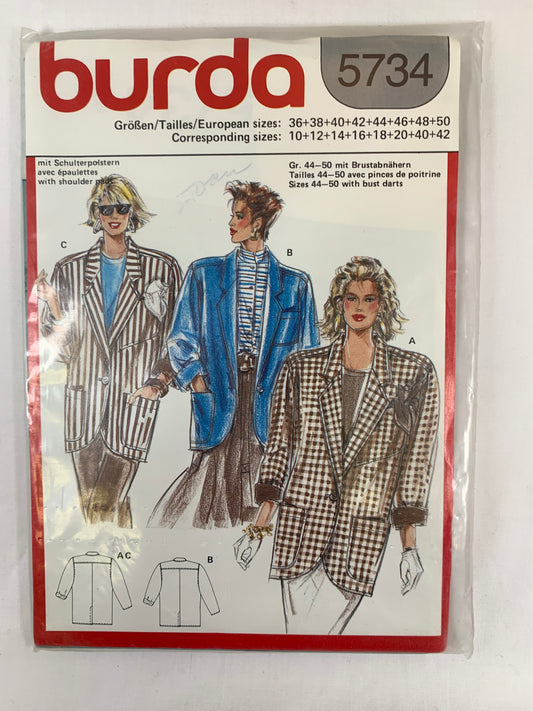 burda
5734
Größen/Tailles/European sizes: 36+38+40+42+44+46+48+50
Corresponding sizes: 10+12+14+16+18+20+40+42
mit Schulterpolstern
avec épaulettes
with shoulder pads
Gr. 44–50 mit Brustabnähern
Tailles 44–50 avec pinces de poitrine
Sizes 44–50 with bust darts
C
B
A
A C
B